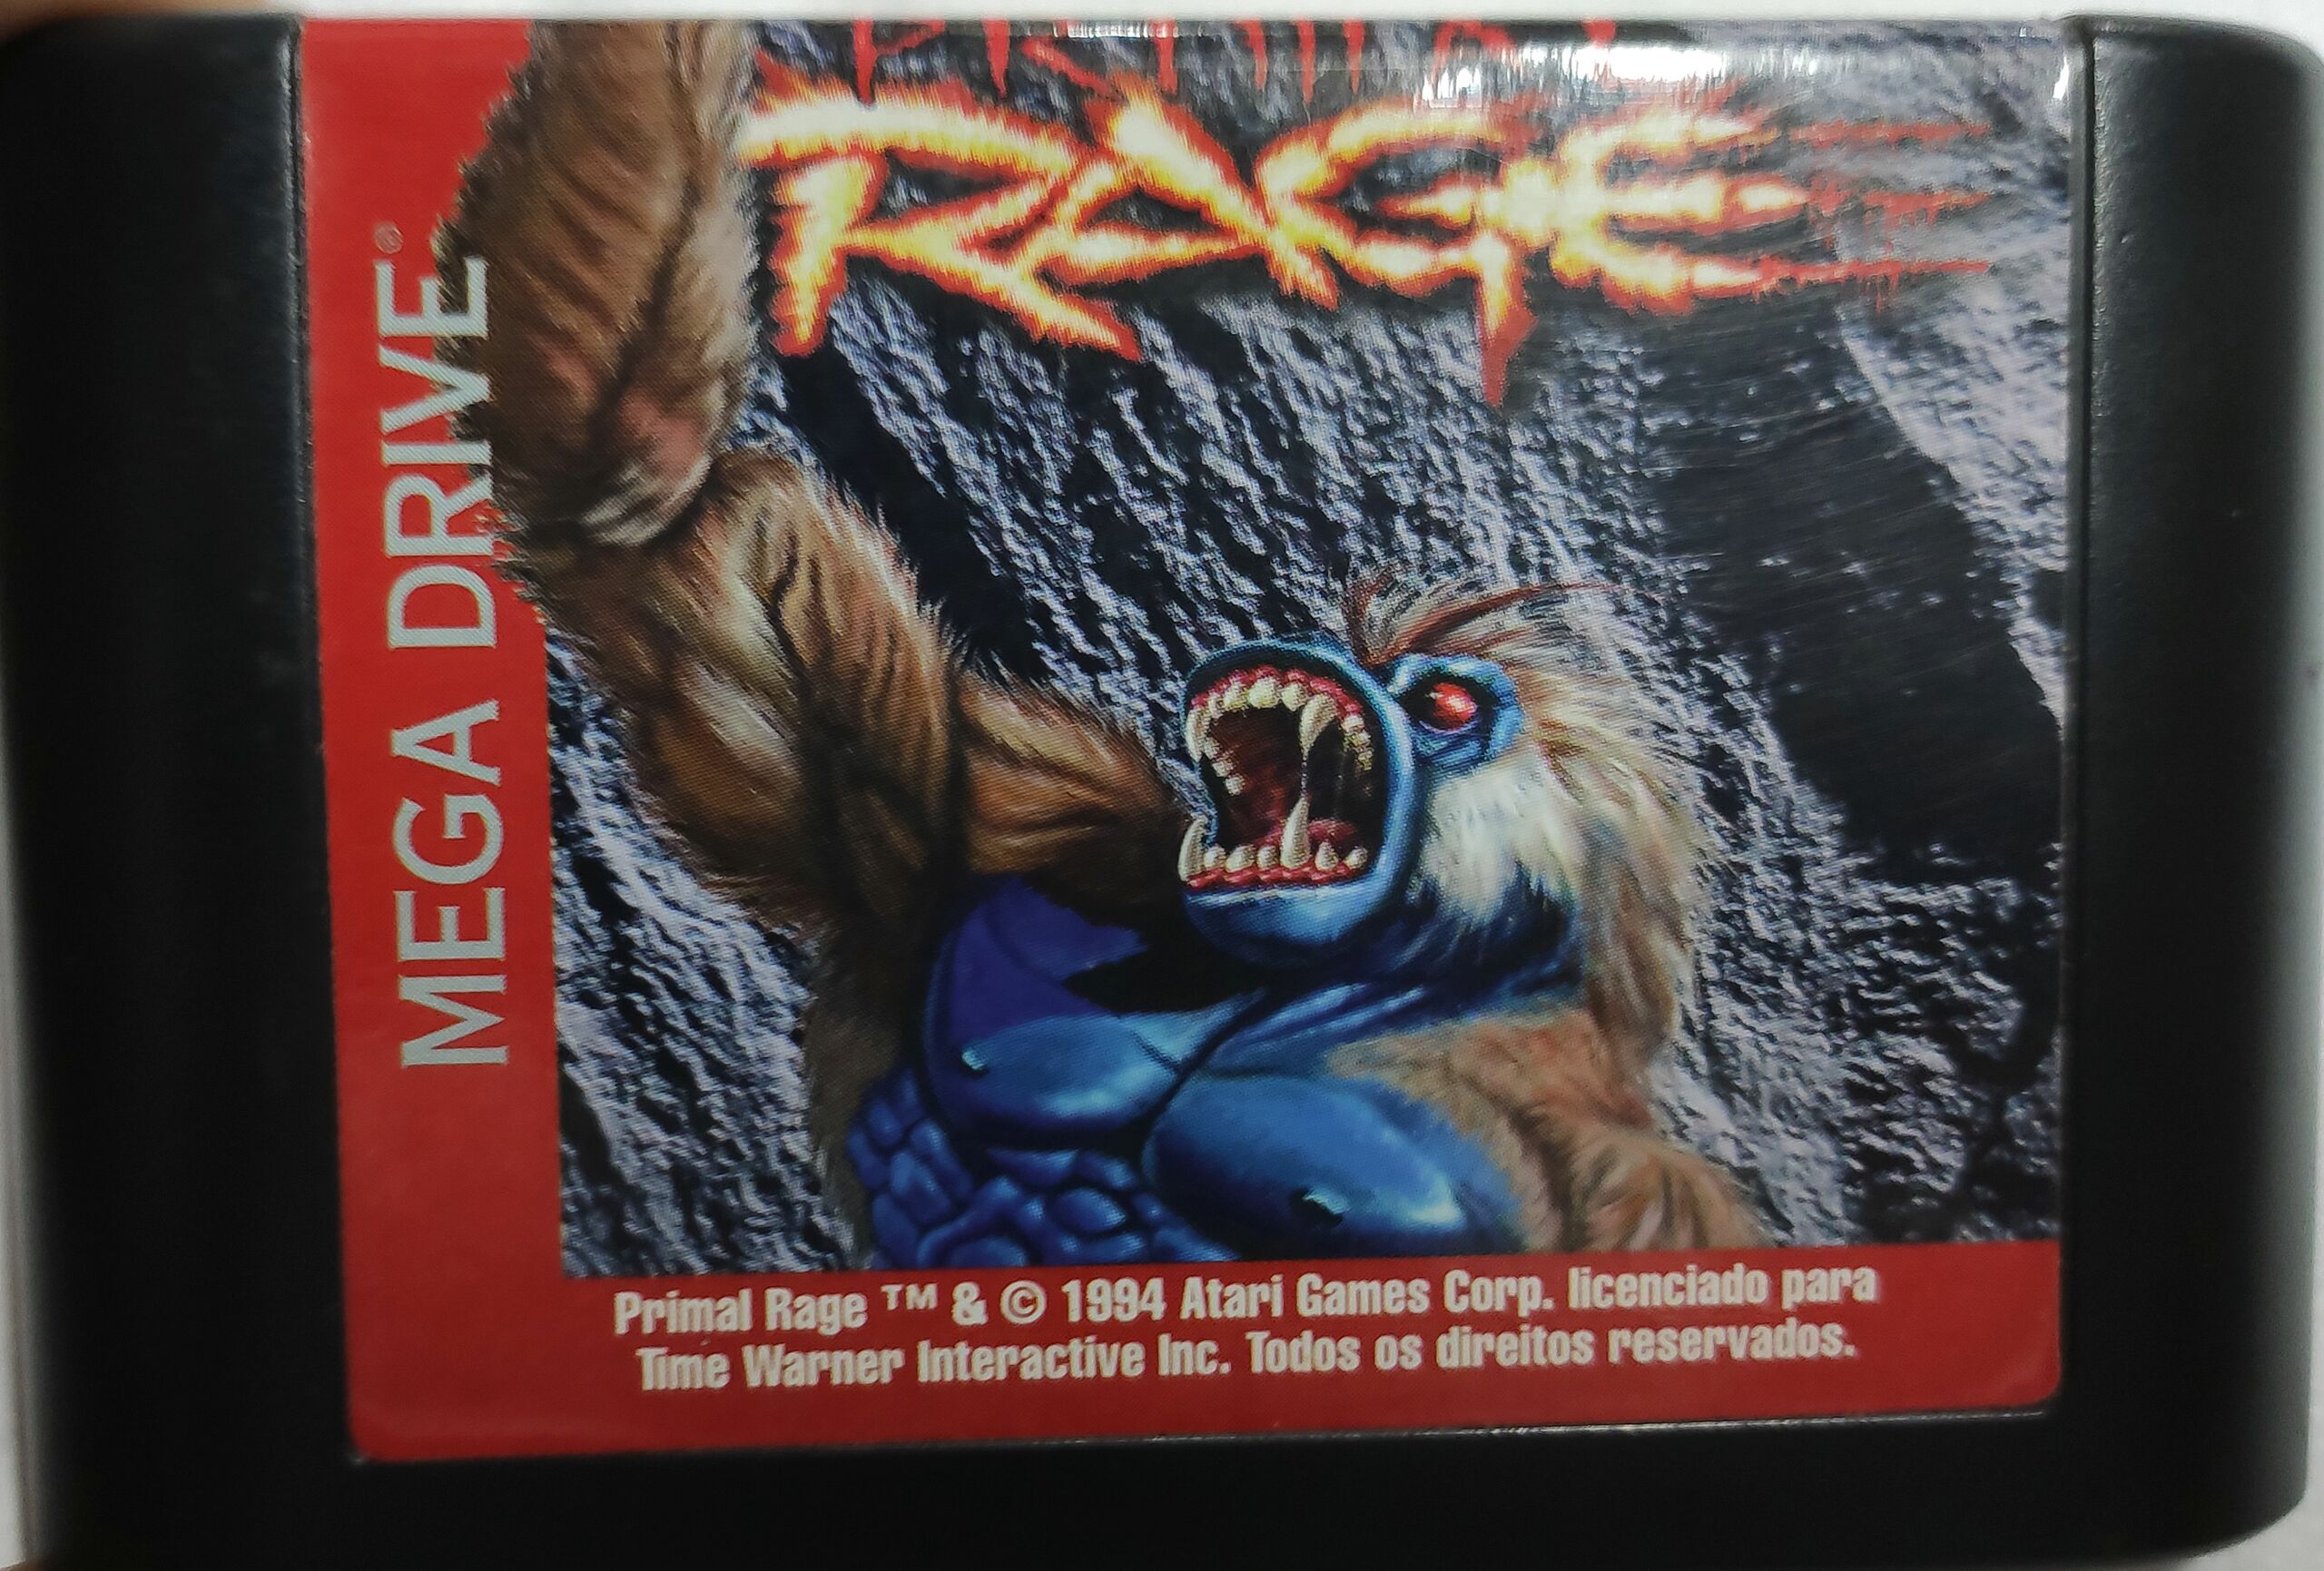 PRIMAL
RAGE
MEGA DRIVE®
Primal Rage ™ & © 1994 Atari Games Corp. licenciado para
Time Warner Interactive Inc. Todos os direitos reservados.